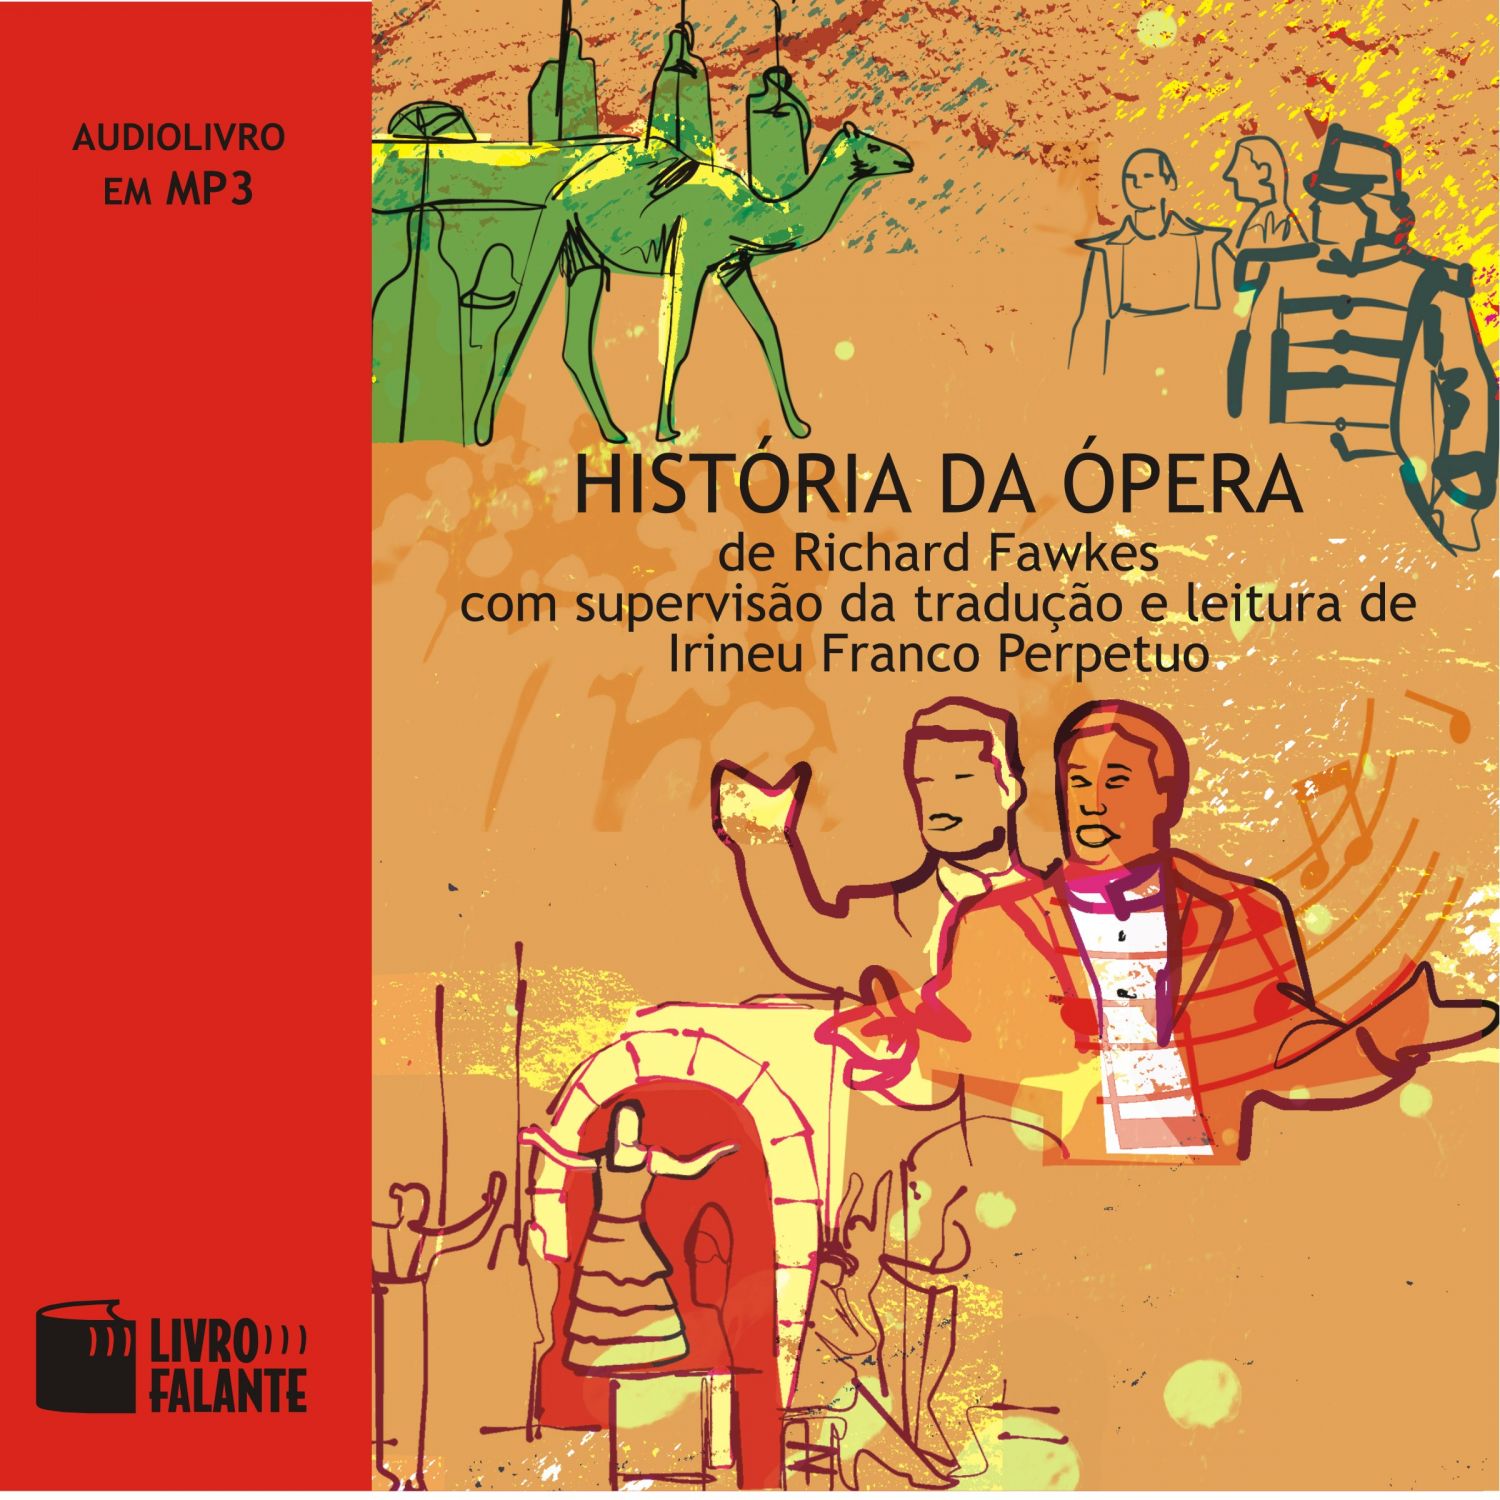 AUDIOLIVRO
EM MP3
HISTÓRIA DA ÓPERA
de Richard Fawkes
com supervisão da tradução e leitura de
Irineu Franco Perpetuo
LIVRO
FALANTE